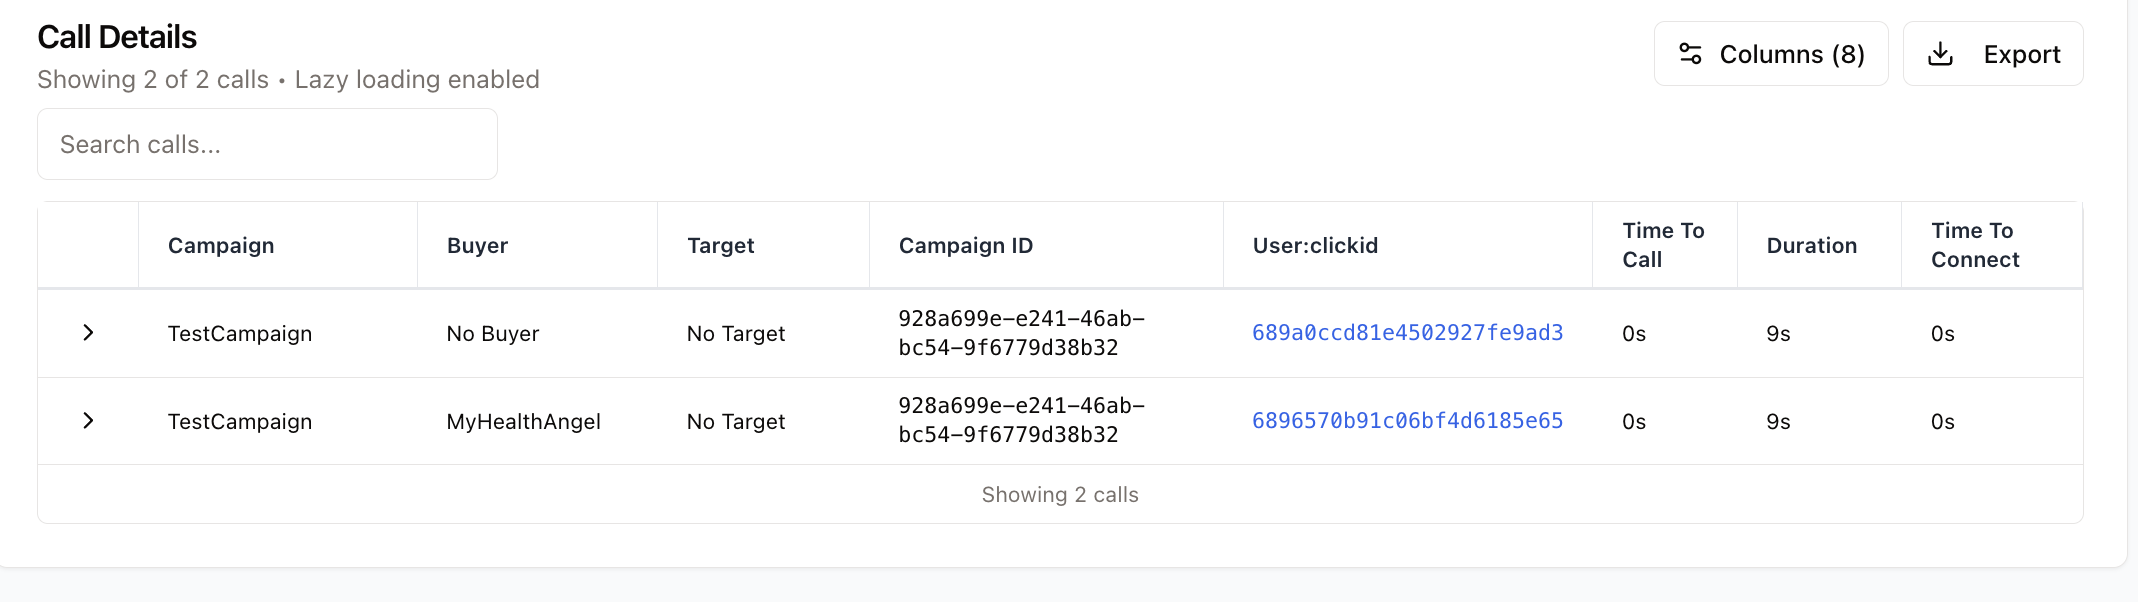 Call Details
Showing 2 of 2 calls • Lazy loading enabled
Columns (8)
Export
Search calls...
Campaign Buyer Target Campaign ID User:clickid Time To Call Duration Time To Connect
TestCampaign No Buyer No Target 928a699e-e241-46ab-bc54-9f6779d38b32 689a0ccd81e4502927fe9ad3 0s 9s 0s
TestCampaign MyHealthAngel No Target 928a699e-e241-46ab-bc54-9f6779d38b32 6896570b91c06bf4d6185e65 0s 9s 0s
Showing 2 calls